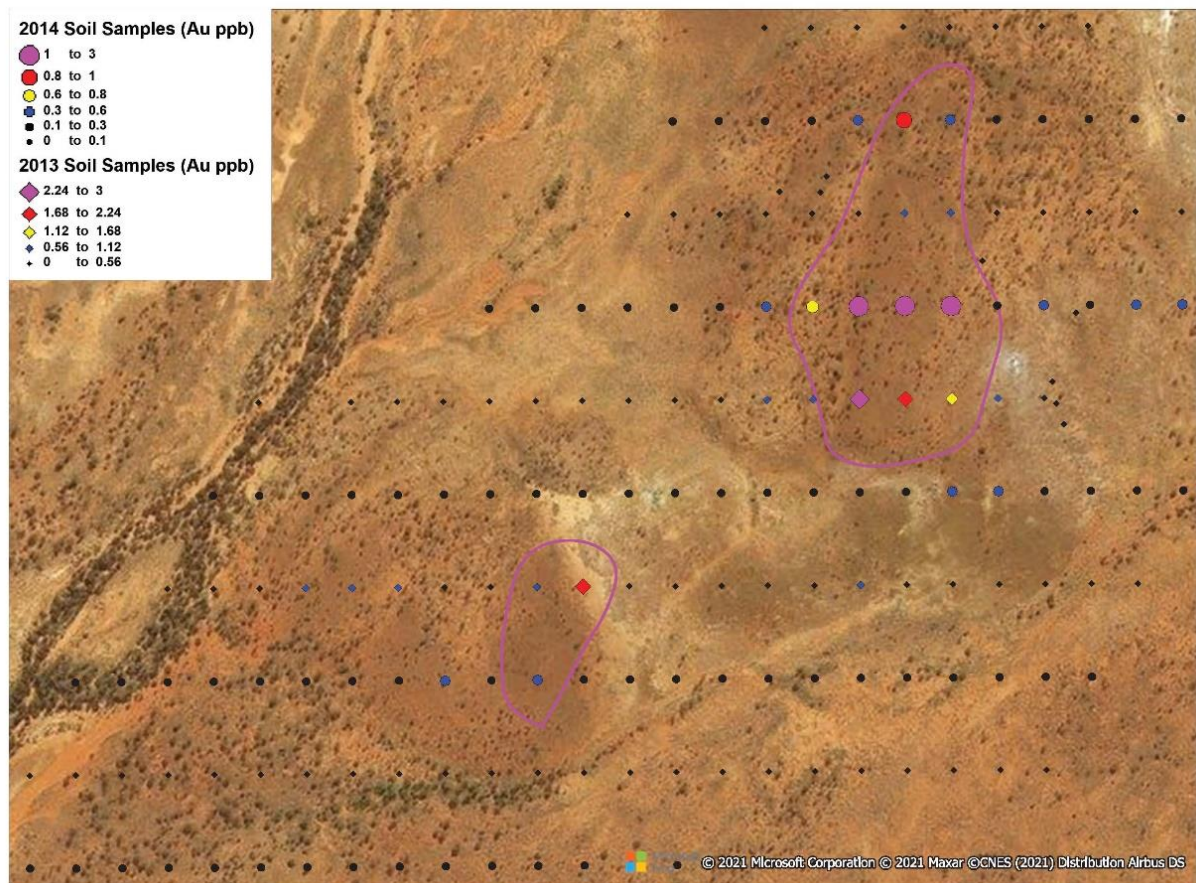 2014 Soil Samples (Au ppb)
1 to 3
0.8 to 1
0.6 to 0.8
0.3 to 0.6
0.1 to 0.3
0 to 0.1
2013 Soil Samples (Au ppb)
2.24 to 3
1.68 to 2.24
1.12 to 1.68
0.56 to 1.12
0 to 0.56
© 2021 Microsoft Corporation © 2021 Maxar ©CNES (2021) Distribution Airbus DS